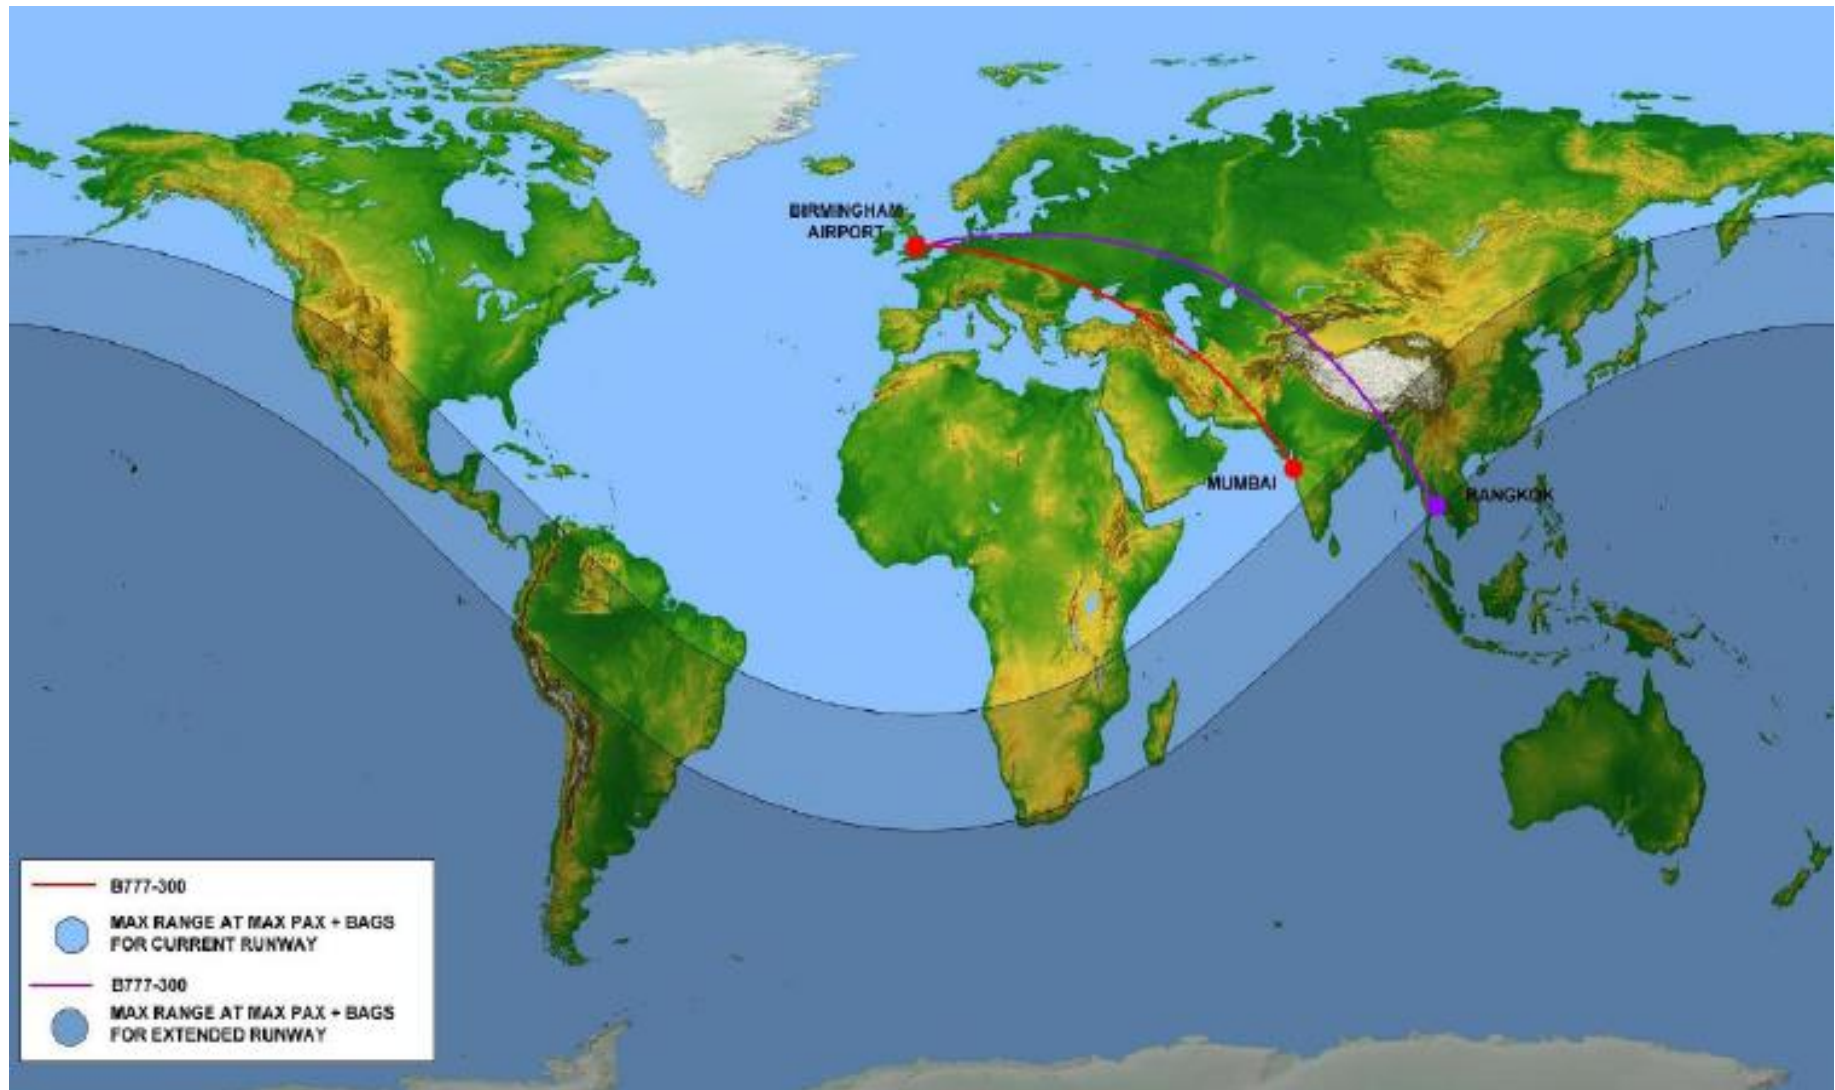 BIRMINGHAM
AIRPORT
MUMBAI
BANGKOK
B777-300
MAX RANGE AT MAX PAX + BAGS
FOR CURRENT RUNWAY
B777-300
MAX RANGE AT MAX PAX + BAGS
FOR EXTENDED RUNWAY